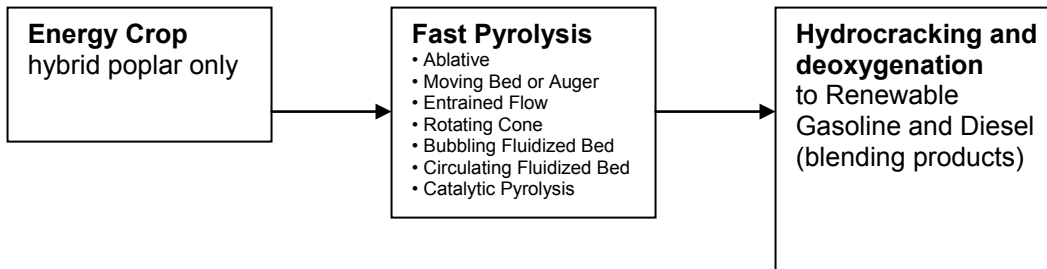 Energy Crop
hybrid poplar only
Fast Pyrolysis
• Ablative
• Moving Bed or Auger
• Entrained Flow
• Rotating Cone
• Bubbling Fluidized Bed
• Circulating Fluidized Bed
• Catalytic Pyrolysis
Hydrocracking and
deoxygenation
to Renewable
Gasoline and Diesel
(blending products)